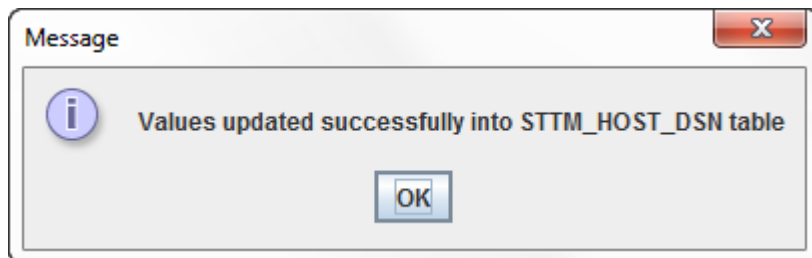 Message
Values updated successfully into STTM_HOST_DSN table
OK